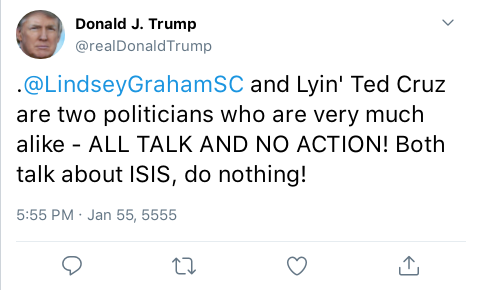 Donald J. Trump
@realDonaldTrump
.@LindseyGrahamSC and Lyin' Ted Cruz
are two politicians who are very much
alike - ALL TALK AND NO ACTION! Both
talk about ISIS, do nothing!
5:55 PM · Jan 55, 5555